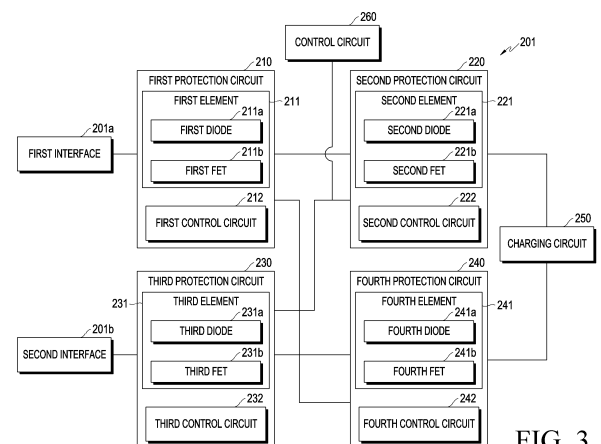 260
CONTROL CIRCUIT
201
210
FIRST PROTECTION CIRCUIT
FIRST ELEMENT
211
211a
FIRST DIODE
211b
FIRST FET
212
FIRST CONTROL CIRCUIT
220
SECOND PROTECTION CIRCUIT
SECOND ELEMENT
221
221a
SECOND DIODE
221b
SECOND FET
222
SECOND CONTROL CIRCUIT
201a
FIRST INTERFACE
250
CHARGING CIRCUIT
230
THIRD PROTECTION CIRCUIT
231
THIRD ELEMENT
231a
THIRD DIODE
231b
THIRD FET
232
THIRD CONTROL CIRCUIT
240
FOURTH PROTECTION CIRCUIT
FOURTH ELEMENT
241
241a
FOURTH DIODE
241b
FOURTH FET
242
FOURTH CONTROL CIRCUIT
201b
SECOND INTERFACE
FIG. 3